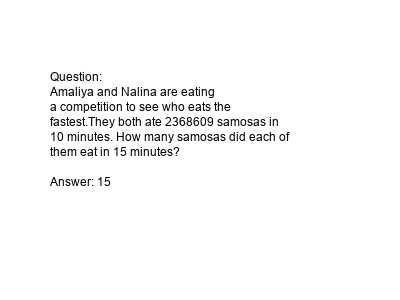 Question:
Amaliya and Nalina are eating
a competition to see who eats the
fastest.They both ate 2368609 samosas in
10 minutes. How many samosas did each of
them eat in 15 minutes?
Answer: 15